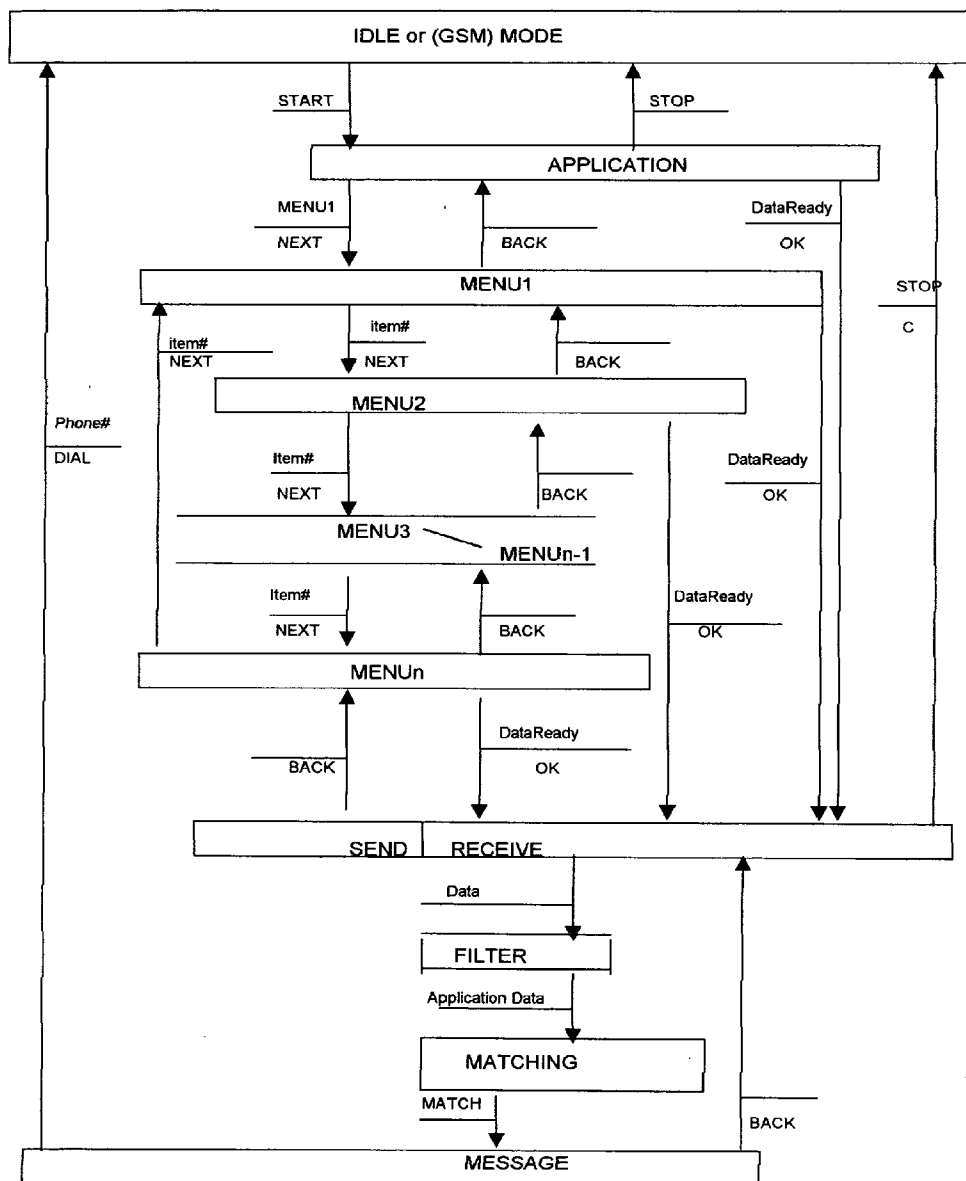 IDLE or (GSM) MODE
START
STOP
APPLICATION
MENU1
NEXT
BACK
DataReady
OK
MENU1
STOP
C
item#
NEXT
item#
NEXT
BACK
MENU2
Phone#
DIAL
Item#
NEXT
BACK
DataReady
OK
MENU3
MENUn-1
Item#
NEXT
BACK
DataReady
OK
MENUn
BACK
DataReady
OK
SEND RECEIVE
Data
FILTER
Application Data
MATCHING
MATCH
BACK
MESSAGE